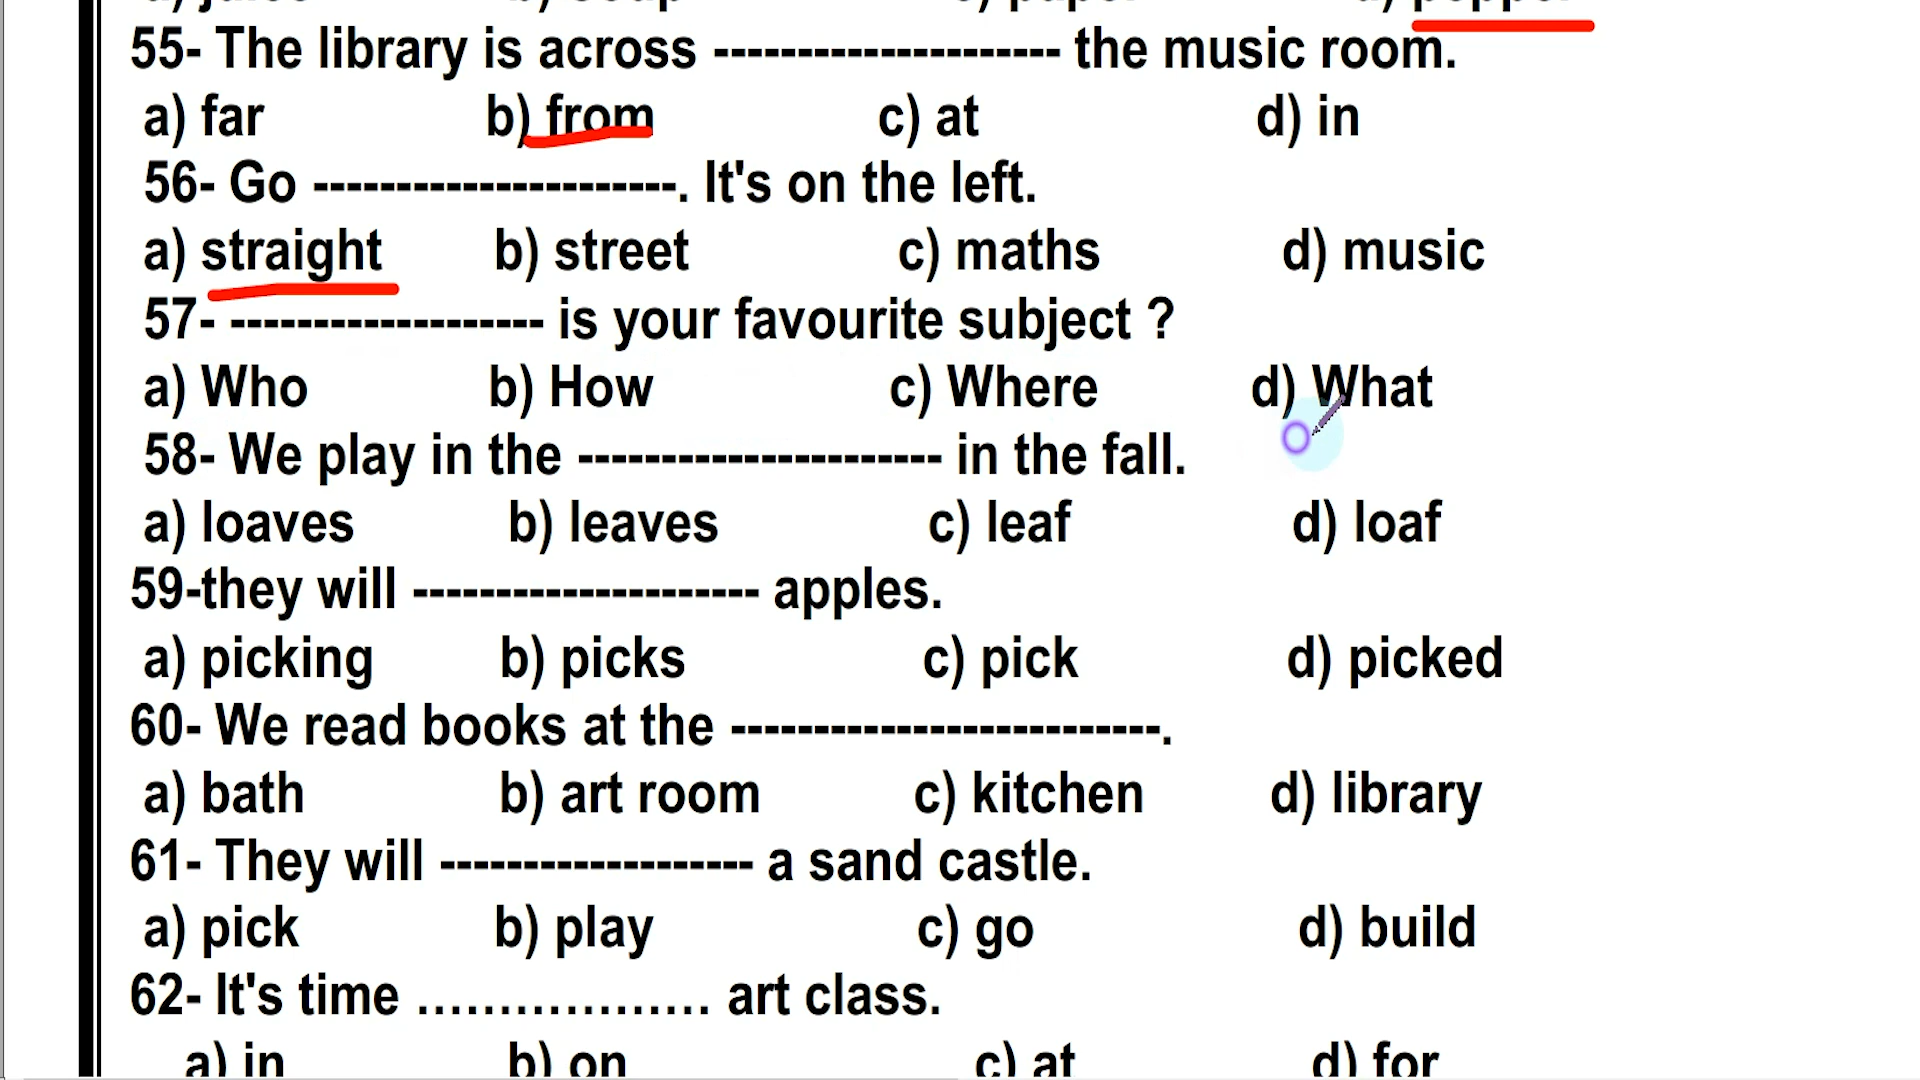 a) juice b) soup c) paper d) pepper
55- The library is across --------------------- the music room.
a) far b) from c) at d) in
56- Go ----------------------. It's on the left.
a) straight b) street c) maths d) music
57- ------------------- is your favourite subject ?
a) Who b) How c) Where d) What
58- We play in the ---------------------- in the fall.
a) loaves b) leaves c) leaf d) loaf
59-they will --------------------- apples.
a) picking b) picks c) pick d) picked
60- We read books at the --------------------------.
a) bath b) art room c) kitchen d) library
61- They will ------------------- a sand castle.
a) pick b) play c) go d) build
62- It's time .................. art class.
a) in b) on c) at d) for